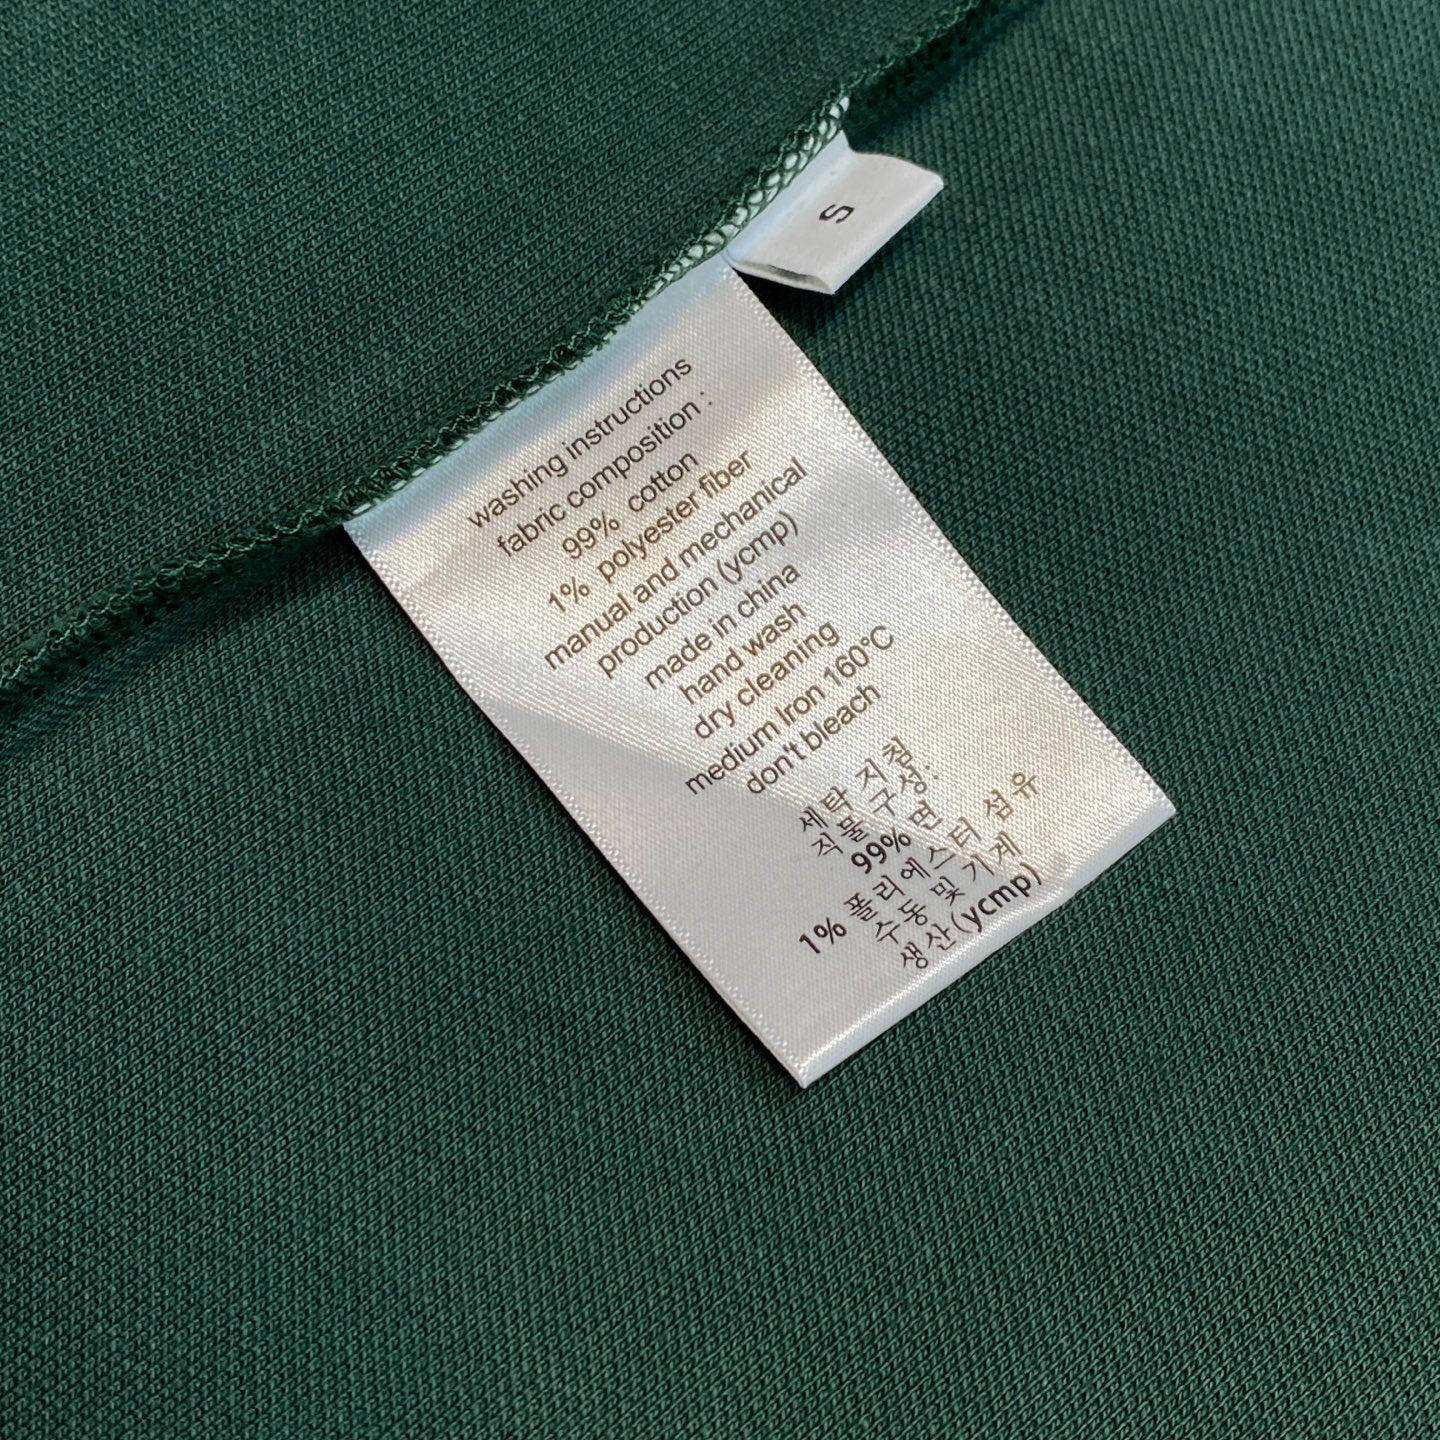 S
washing instructions
fabric composition :
99% cotton
1% polyester fiber
manual and mechanical
production (ycmp)
made in china
hand wash
dry cleaning
medium Iron 160°C
don't bleach
세탁 지침
직물 구성:
99% 면
1% 폴리에스터 섬유
수동 및 기계
생산(ycmp)